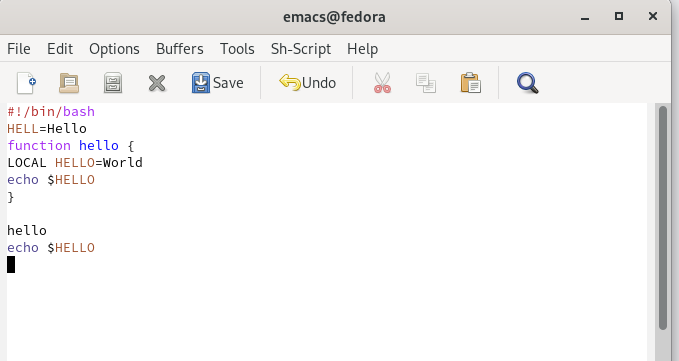 emacs@fedora
File Edit Options Buffers Tools Sh-Script Help
Save Undo
#!/bin/bash
HELL=Hello
function hello {
LOCAL HELLO=World
echo $HELLO
}
hello
echo $HELLO